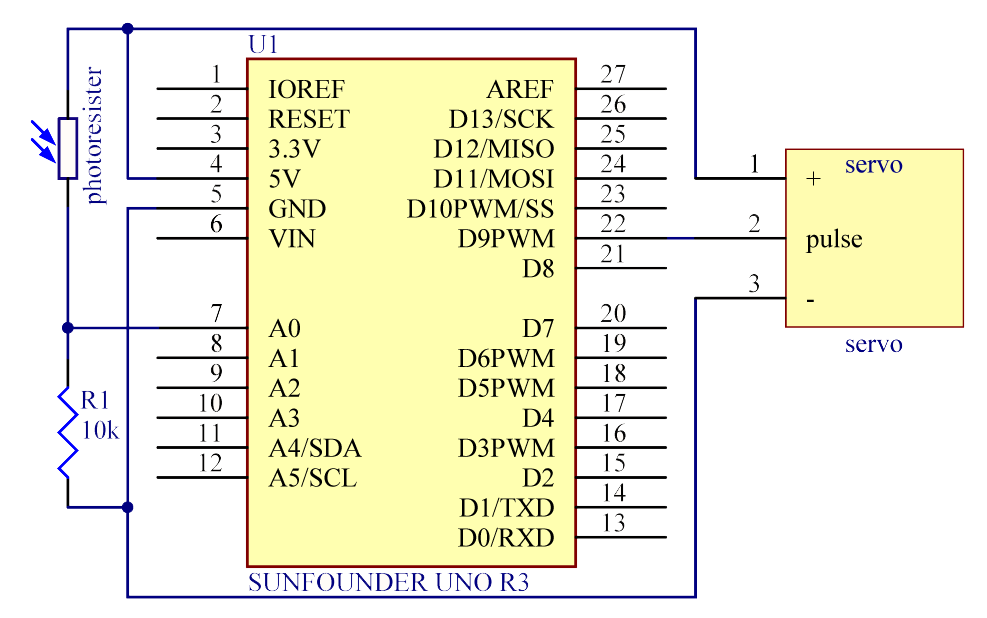 U1
photoresister
1 IOREF
2 RESET
3 3.3V
4 5V
5 GND
6 VIN
7 A0
8 A1
9 A2
10 A3
11 A4/SDA
12 A5/SCL
R1
10k
AREF 27
D13/SCK 26
D12/MISO 25
D11/MOSI 24
D10PWM/SS 23
D9PWM 22
D8 21
D7 20
D6PWM 19
D5PWM 18
D4 17
D3PWM 16
D2 15
D1/TXD 14
D0/RXD 13
SUNFOUNDER UNO R3
servo
1 +
2 pulse
3 -
servo